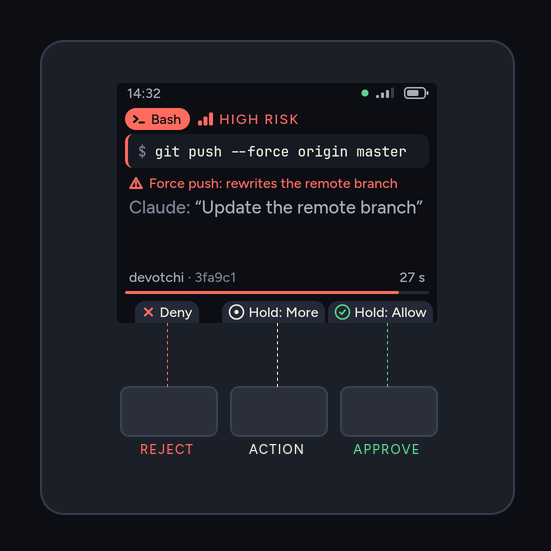 14:32
Bash HIGH RISK
$ git push --force origin master
Force push: rewrites the remote branch
Claude: “Update the remote branch”
devotchi · 3fa9c1 27 s
Deny Hold: More Hold: Allow
REJECT ACTION APPROVE